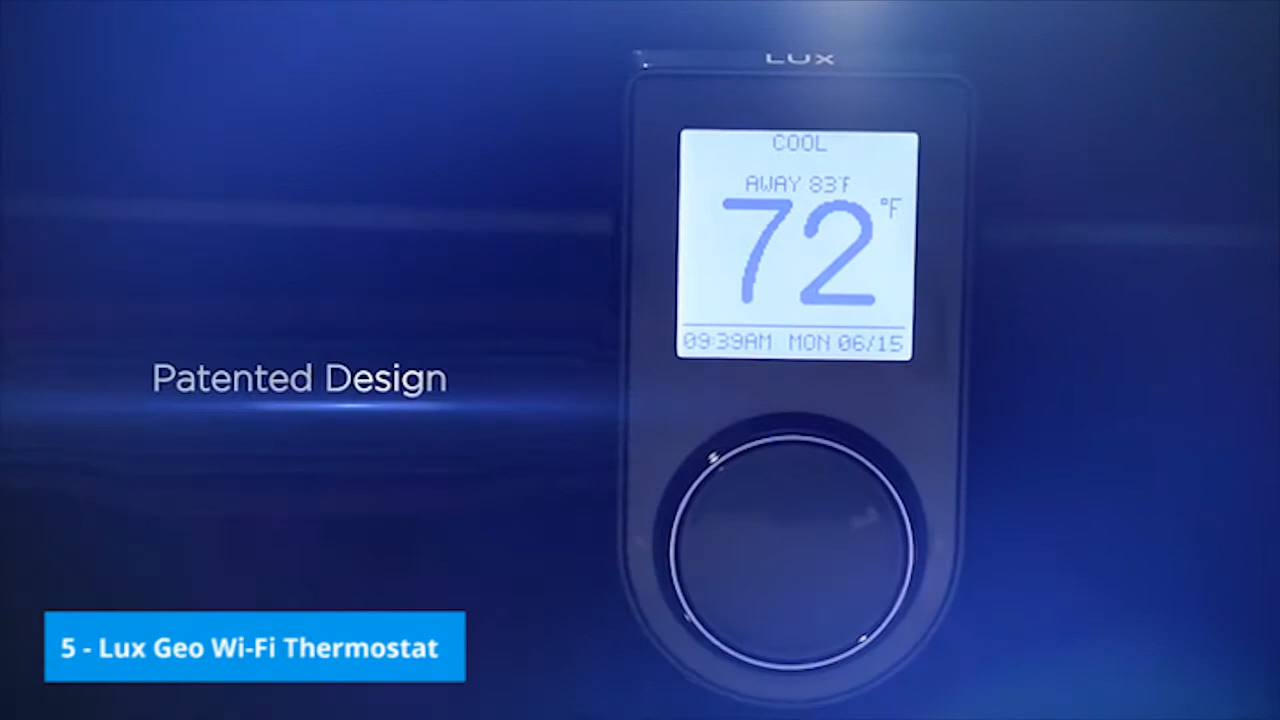 LUX
COOL
AWAY 83°F
72°F
09:39AM MON 06/15
Patented Design
5 - Lux Geo Wi-Fi Thermostat